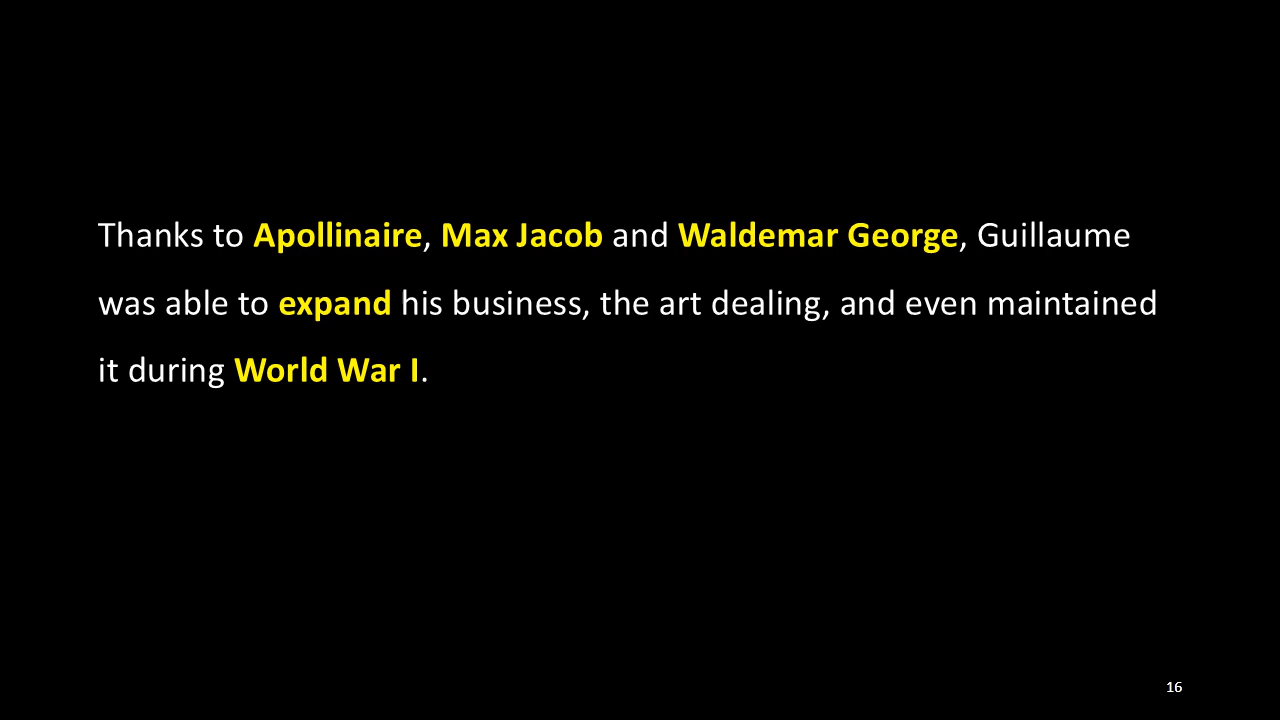 Thanks to Apollinaire, Max Jacob and Waldemar George, Guillaume
was able to expand his business, the art dealing, and even maintained
it during World War I.
16